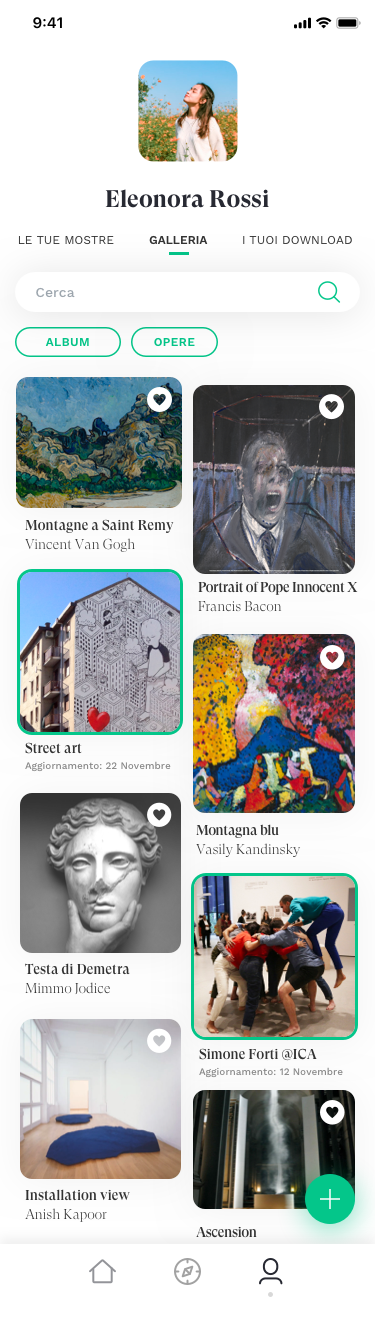 9:41
Eleonora Rossi
LE TUE MOSTRE
GALLERIA
I TUOI DOWNLOAD
Cerca
ALBUM
OPERE
Montagne a Saint Remy
Vincent Van Gogh
Portrait of Pope Innocent X
Francis Bacon
Street art
Aggiornamento: 22 Novembre
Montagna blu
Vasily Kandinsky
Testa di Demetra
Mimmo Jodice
Simone Forti @ICA
Aggiornamento: 12 Novembre
Installation view
Anish Kapoor
Ascension